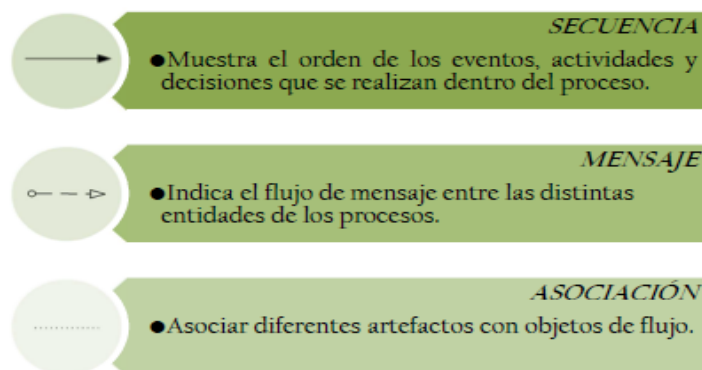 SECUENCIA
●Muestra el orden de los eventos, actividades y
decisiones que se realizan dentro del proceso.
MENSAJE
●Indica el flujo de mensaje entre las distintas
entidades de los procesos.
ASOCIACIÓN
●Asociar diferentes artefactos con objetos de flujo.